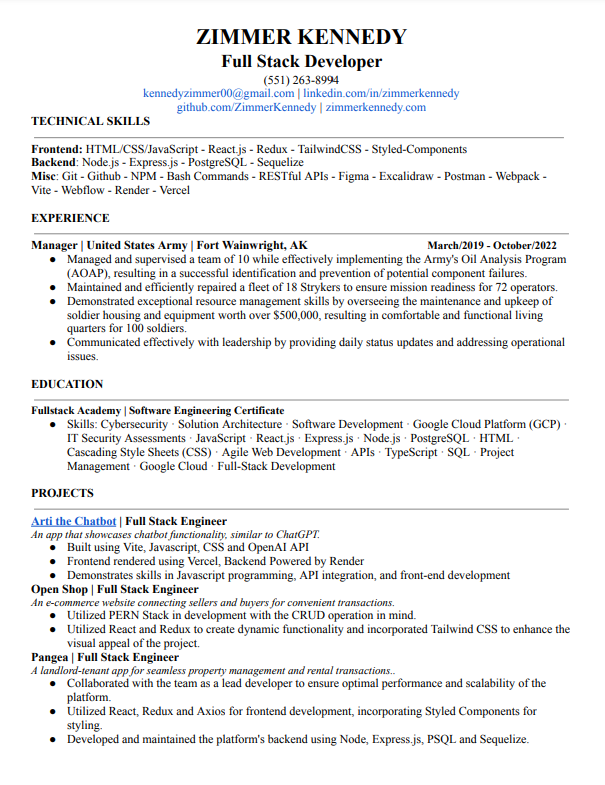 ZIMMER KENNEDY
Full Stack Developer
(551) 263-8994
kennedyzimmer00@gmail.com | linkedin.com/in/zimmerkennedy
github.com/ZimmerKennedy | zimmerkennedy.com
TECHNICAL SKILLS
Frontend: HTML/CSS/JavaScript - React.js - Redux - TailwindCSS - Styled-Components
Backend: Node.js - Express.js - PostgreSQL - Sequelize
Misc: Git - Github - NPM - Bash Commands - RESTful APIs - Figma - Excalidraw - Postman - Webpack -
Vite - Webflow - Render - Vercel
EXPERIENCE
Manager | United States Army | Fort Wainwright, AK March/2019 - October/2022
● Managed and supervised a team of 10 while effectively implementing the Army's Oil Analysis Program
(AOAP), resulting in a successful identification and prevention of potential component failures.
● Maintained and efficiently repaired a fleet of 18 Strykers to ensure mission readiness for 72 operators.
● Demonstrated exceptional resource management skills by overseeing the maintenance and upkeep of
soldier housing and equipment worth over $500,000, resulting in comfortable and functional living
quarters for 100 soldiers.
● Communicated effectively with leadership by providing daily status updates and addressing operational
issues.
EDUCATION
Fullstack Academy | Software Engineering Certificate
● Skills: Cybersecurity · Solution Architecture · Software Development · Google Cloud Platform (GCP) ·
IT Security Assessments · JavaScript · React.js · Express.js · Node.js · PostgreSQL · HTML ·
Cascading Style Sheets (CSS) · Agile Web Development · APIs · TypeScript · SQL · Project
Management · Google Cloud · Full-Stack Development
PROJECTS
Arti the Chatbot | Full Stack Engineer
An app that showcases chatbot functionality, similar to ChatGPT.
● Built using Vite, Javascript, CSS and OpenAI API
● Frontend rendered using Vercel, Backend Powered by Render
● Demonstrates skills in Javascript programming, API integration, and front-end development
Open Shop | Full Stack Engineer
An e-commerce website connecting sellers and buyers for convenient transactions.
● Utilized PERN Stack in development with the CRUD operation in mind.
● Utilized React and Redux to create dynamic functionality and incorporated Tailwind CSS to enhance the
visual appeal of the project.
Pangea | Full Stack Engineer
A landlord-tenant app for seamless property management and rental transactions..
● Collaborated with the team as a lead developer to ensure optimal performance and scalability of the
platform.
● Utilized React, Redux and Axios for frontend development, incorporating Styled Components for
styling.
● Developed and maintained the platform's backend using Node, Express.js, PSQL and Sequelize.